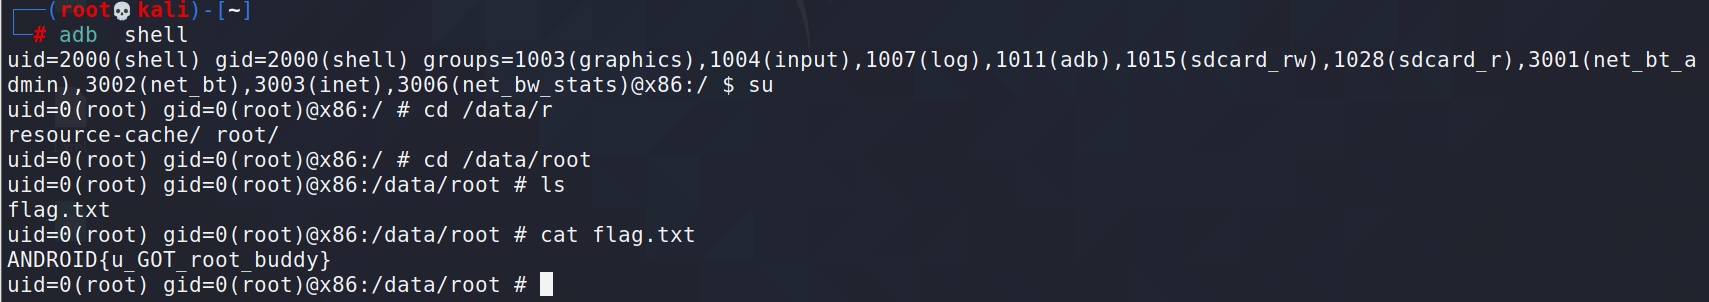 (root💀kali)-[~]
# adb  shell
uid=2000(shell) gid=2000(shell) groups=1003(graphics),1004(input),1007(log),1011(adb),1015(sdcard_rw),1028(sdcard_r),3001(net_bt_a
dmin),3002(net_bt),3003(inet),3006(net_bw_stats)@x86:/ $ su
uid=0(root) gid=0(root)@x86:/ # cd /data/r
resource-cache/ root/
uid=0(root) gid=0(root)@x86:/ # cd /data/root
uid=0(root) gid=0(root)@x86:/data/root # ls
flag.txt
uid=0(root) gid=0(root)@x86:/data/root # cat flag.txt
ANDROID{u_GOT_root_buddy}
uid=0(root) gid=0(root)@x86:/data/root #